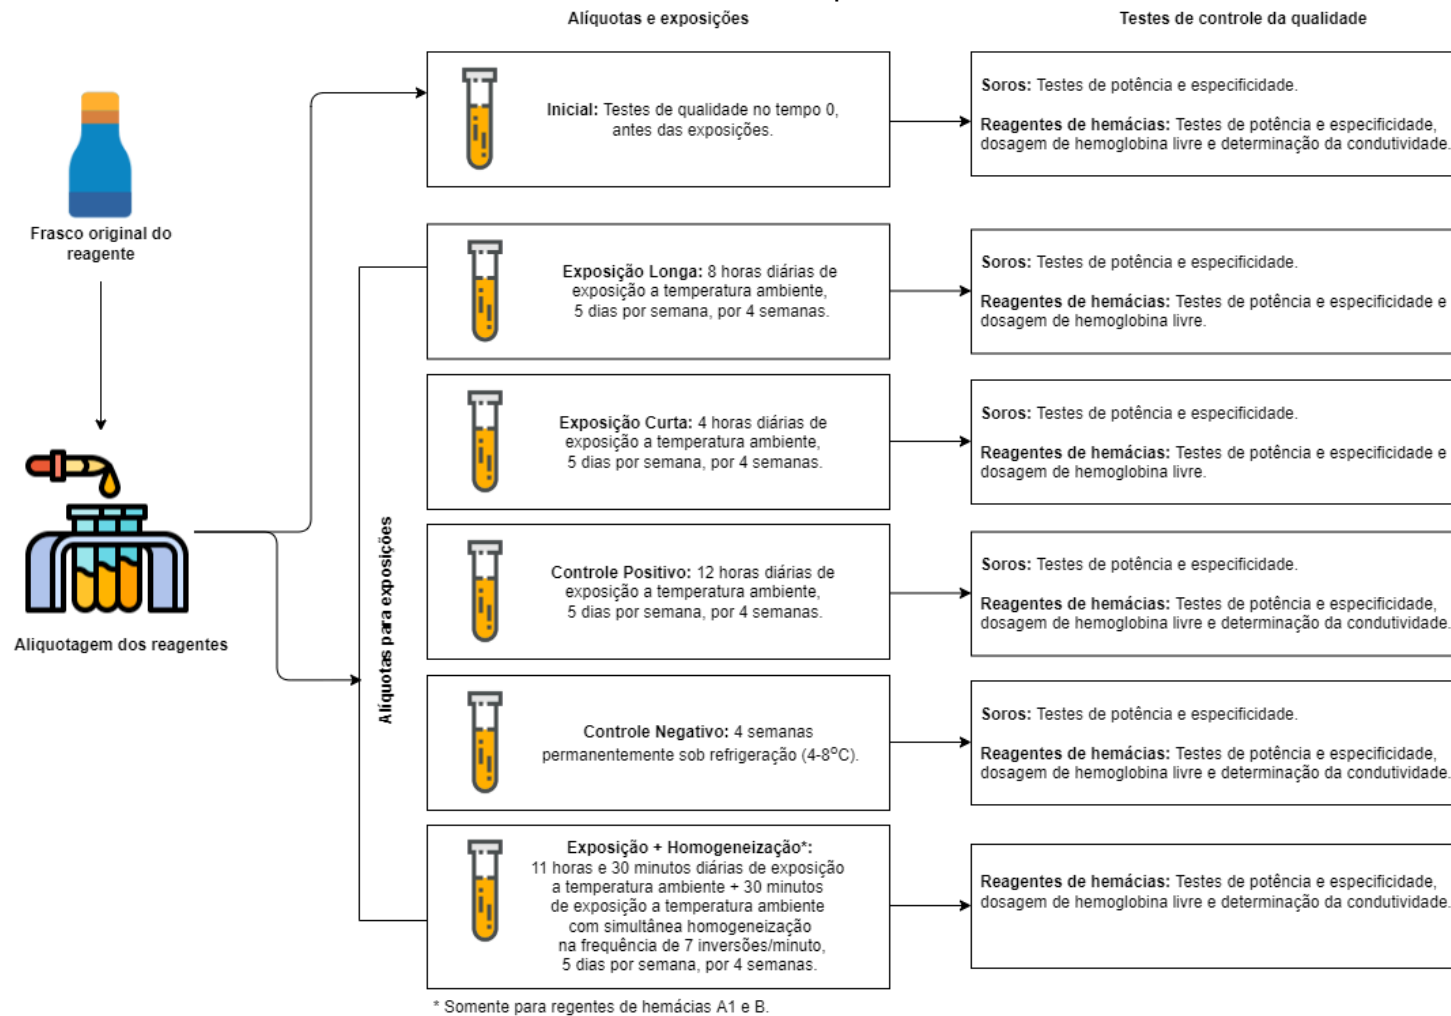 Alíquotas e exposições
Testes de controle da qualidade
Frasco original do
reagente
Aliquotagem dos reagentes
Alíquotas para exposições
Inicial: Testes de qualidade no tempo 0,
antes das exposições.
Soros: Testes de potência e especificidade.
Reagentes de hemácias: Testes de potência e especificidade,
dosagem de hemoglobina livre e determinação da condutividade.
Exposição Longa: 8 horas diárias de
exposição a temperatura ambiente,
5 dias por semana, por 4 semanas.
Soros: Testes de potência e especificidade.
Reagentes de hemácias: Testes de potência e especificidade e
dosagem de hemoglobina livre.
Exposição Curta: 4 horas diárias de
exposição a temperatura ambiente,
5 dias por semana, por 4 semanas.
Soros: Testes de potência e especificidade.
Reagentes de hemácias: Testes de potência e especificidade e
dosagem de hemoglobina livre.
Controle Positivo: 12 horas diárias de
exposição a temperatura ambiente,
5 dias por semana, por 4 semanas.
Soros: Testes de potência e especificidade.
Reagentes de hemácias: Testes de potência e especificidade,
dosagem de hemoglobina livre e determinação da condutividade.
Controle Negativo: 4 semanas
permanentemente sob refrigeração (4-8ºC).
Soros: Testes de potência e especificidade.
Reagentes de hemácias: Testes de potência e especificidade,
dosagem de hemoglobina livre e determinação da condutividade.
Exposição + Homogeneização*:
11 horas e 30 minutos diárias de exposição
a temperatura ambiente + 30 minutos
de exposição a temperatura ambiente
com simultânea homogeneização
na frequência de 7 inversões/minuto,
5 dias por semana, por 4 semanas.
Reagentes de hemácias: Testes de potência e especificidade,
dosagem de hemoglobina livre e determinação da condutividade.
* Somente para regentes de hemácias A1 e B.